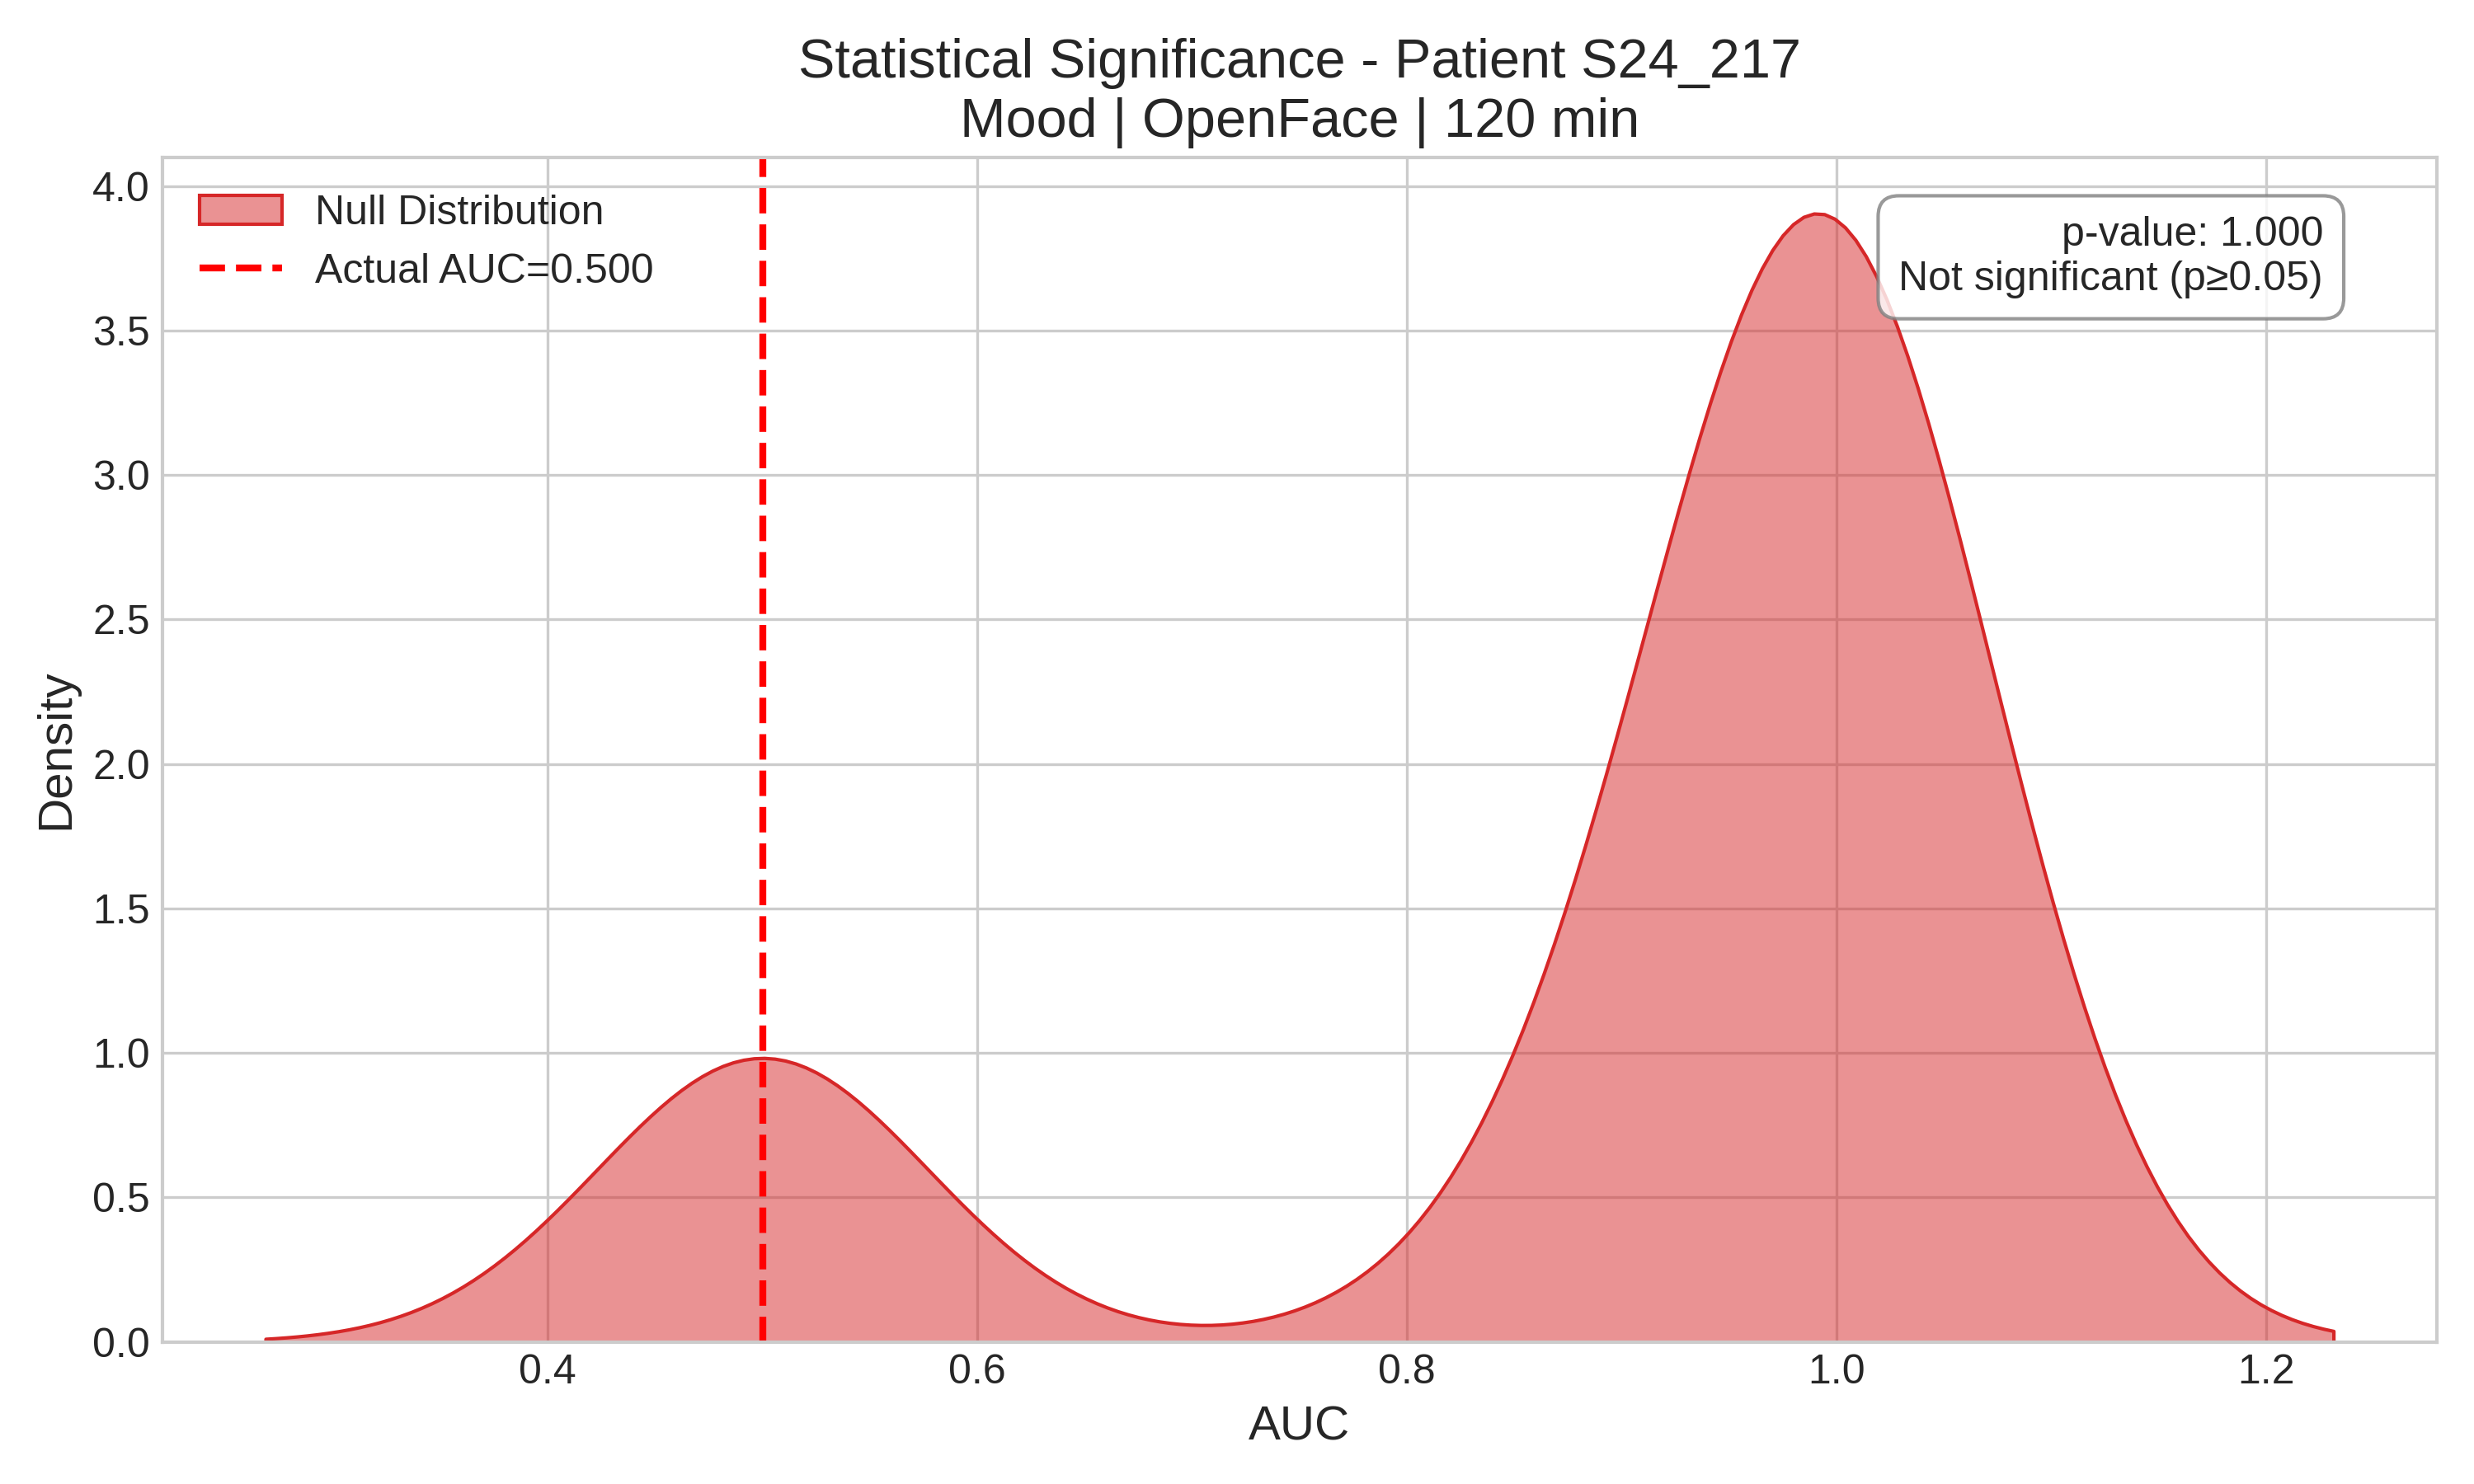 Statistical Significance - Patient S24_217
Mood | OpenFace | 120 min
Null Distribution
Actual AUC=0.500
p-value: 1.000
Not significant (p≥0.05)
4.0
3.5
3.0
2.5
2.0
1.5
1.0
0.5
0.0
Density
0.4
0.6
0.8
1.0
1.2
AUC